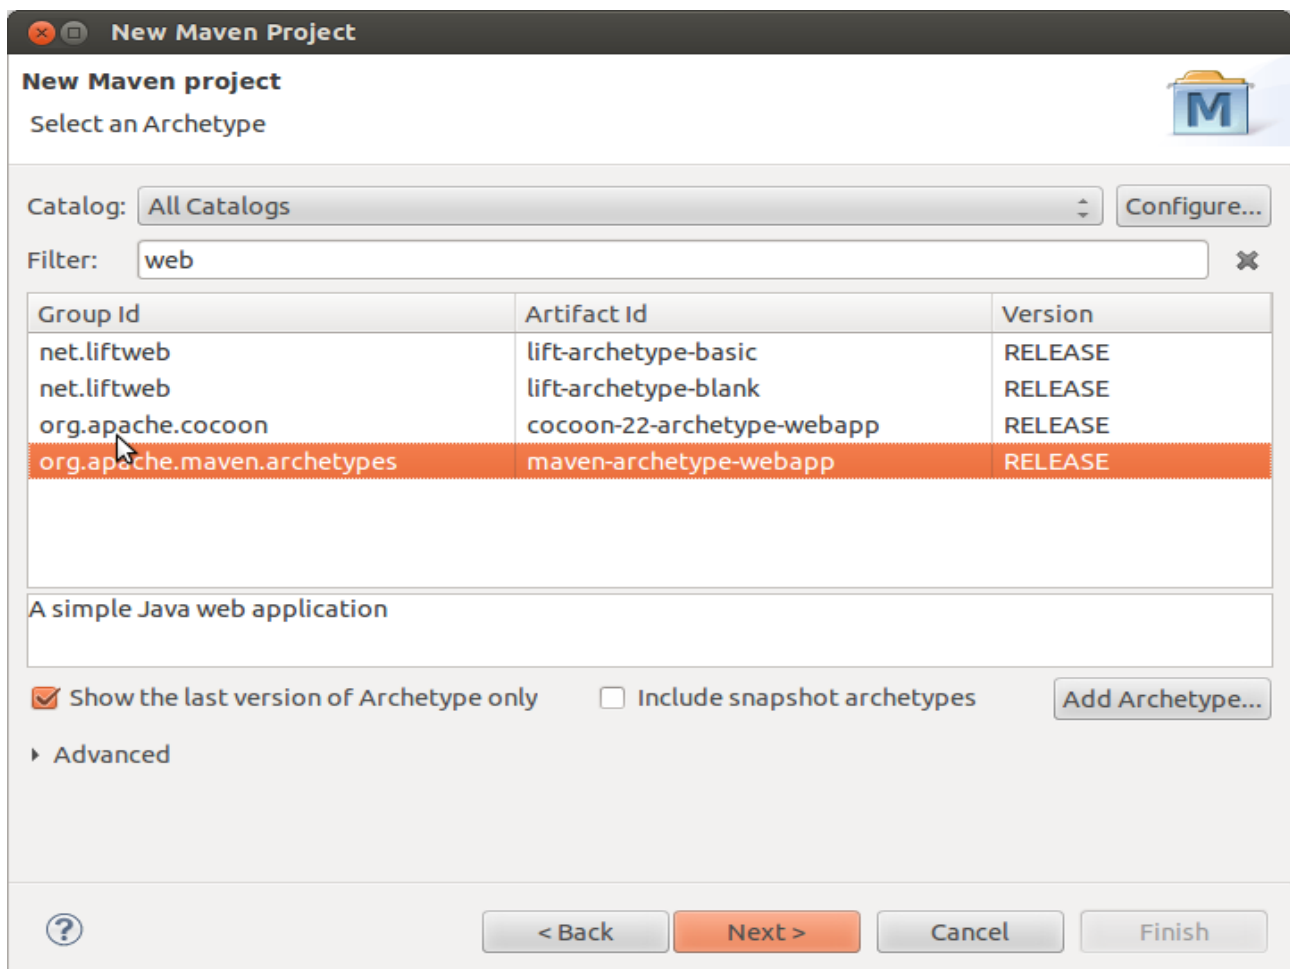 New Maven Project
New Maven project
Select an Archetype
M
Catalog: All Catalogs Configure...
Filter: web
Group Id Artifact Id Version
net.liftweb lift-archetype-basic RELEASE
net.liftweb lift-archetype-blank RELEASE
org.apache.cocoon cocoon-22-archetype-webapp RELEASE
org.apache.maven.archetypes maven-archetype-webapp RELEASE
A simple Java web application
Show the last version of Archetype only Include snapshot archetypes Add Archetype...
Advanced
? < Back Next > Cancel Finish